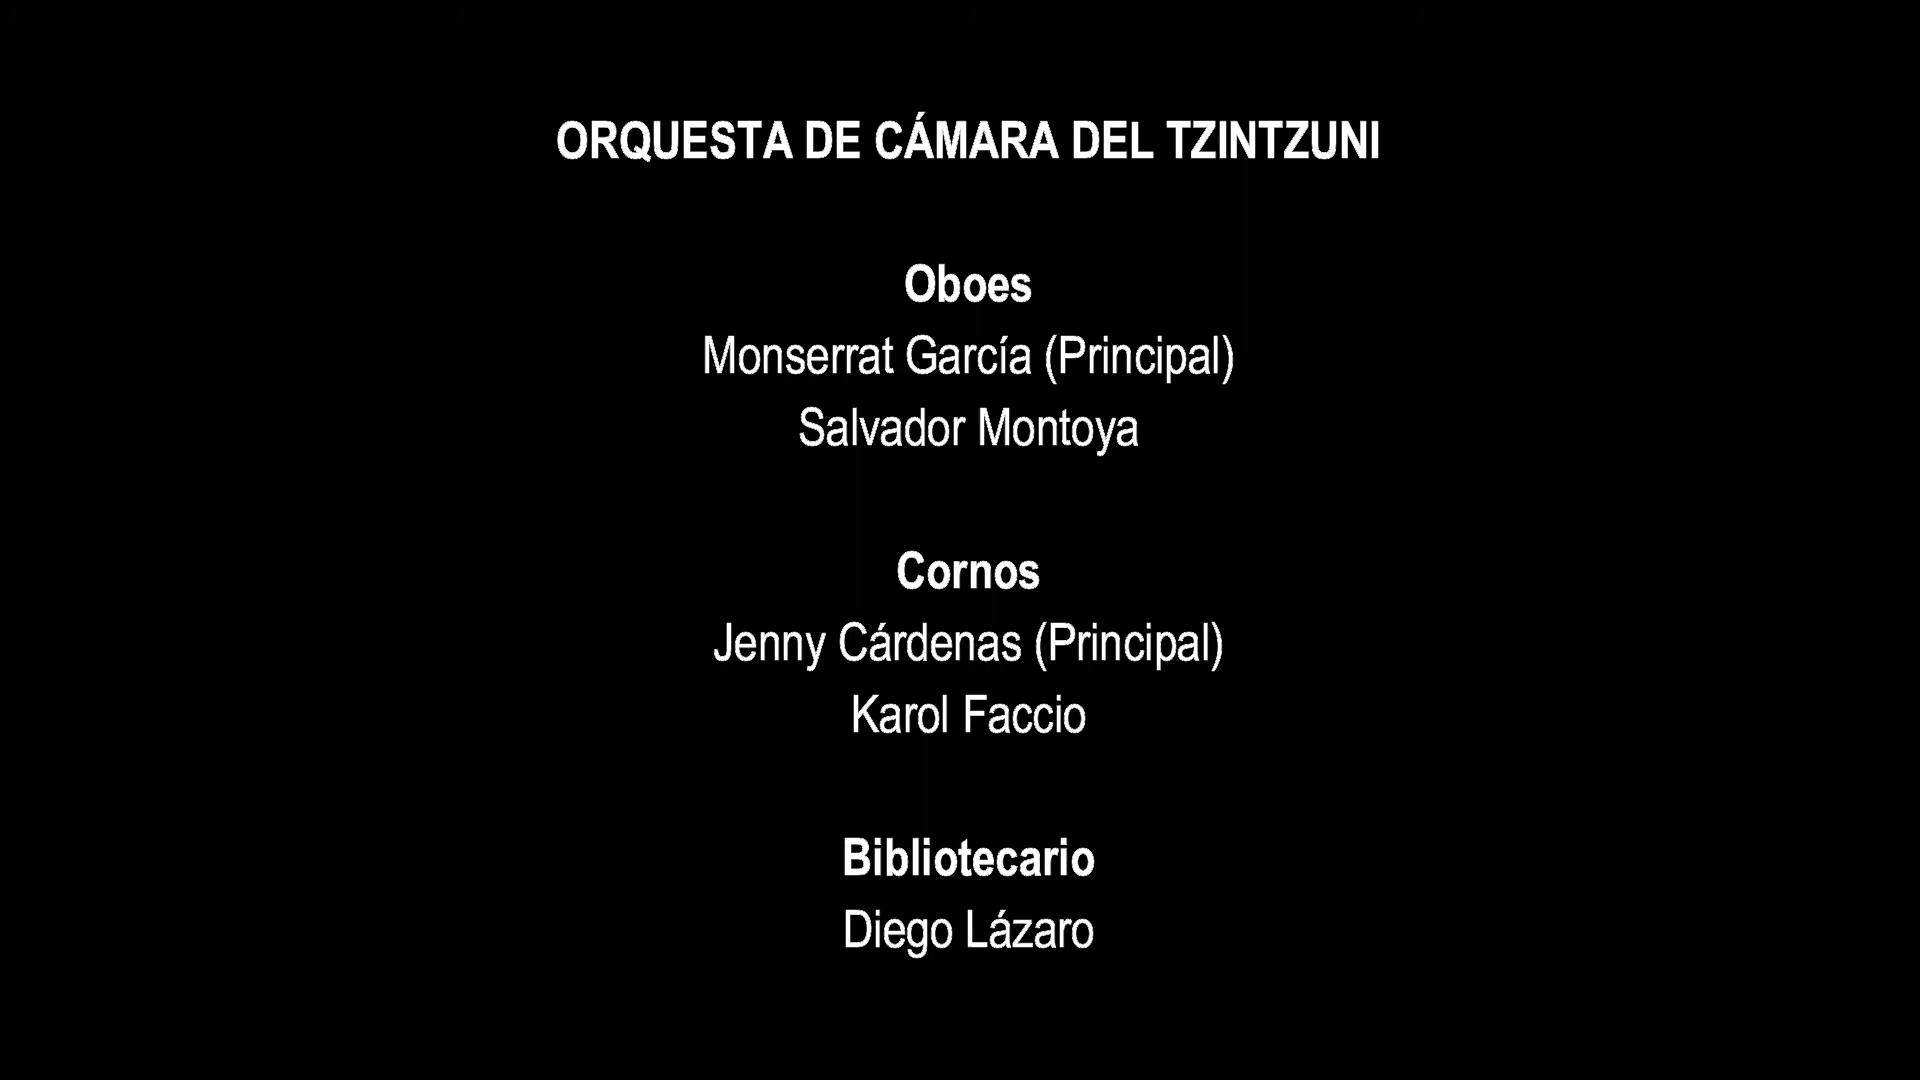 ORQUESTA DE CÁMARA DEL TZINTZUNI
Oboes
Monserrat García (Principal)
Salvador Montoya
Cornos
Jenny Cárdenas (Principal)
Karol Faccio
Bibliotecario
Diego Lázaro